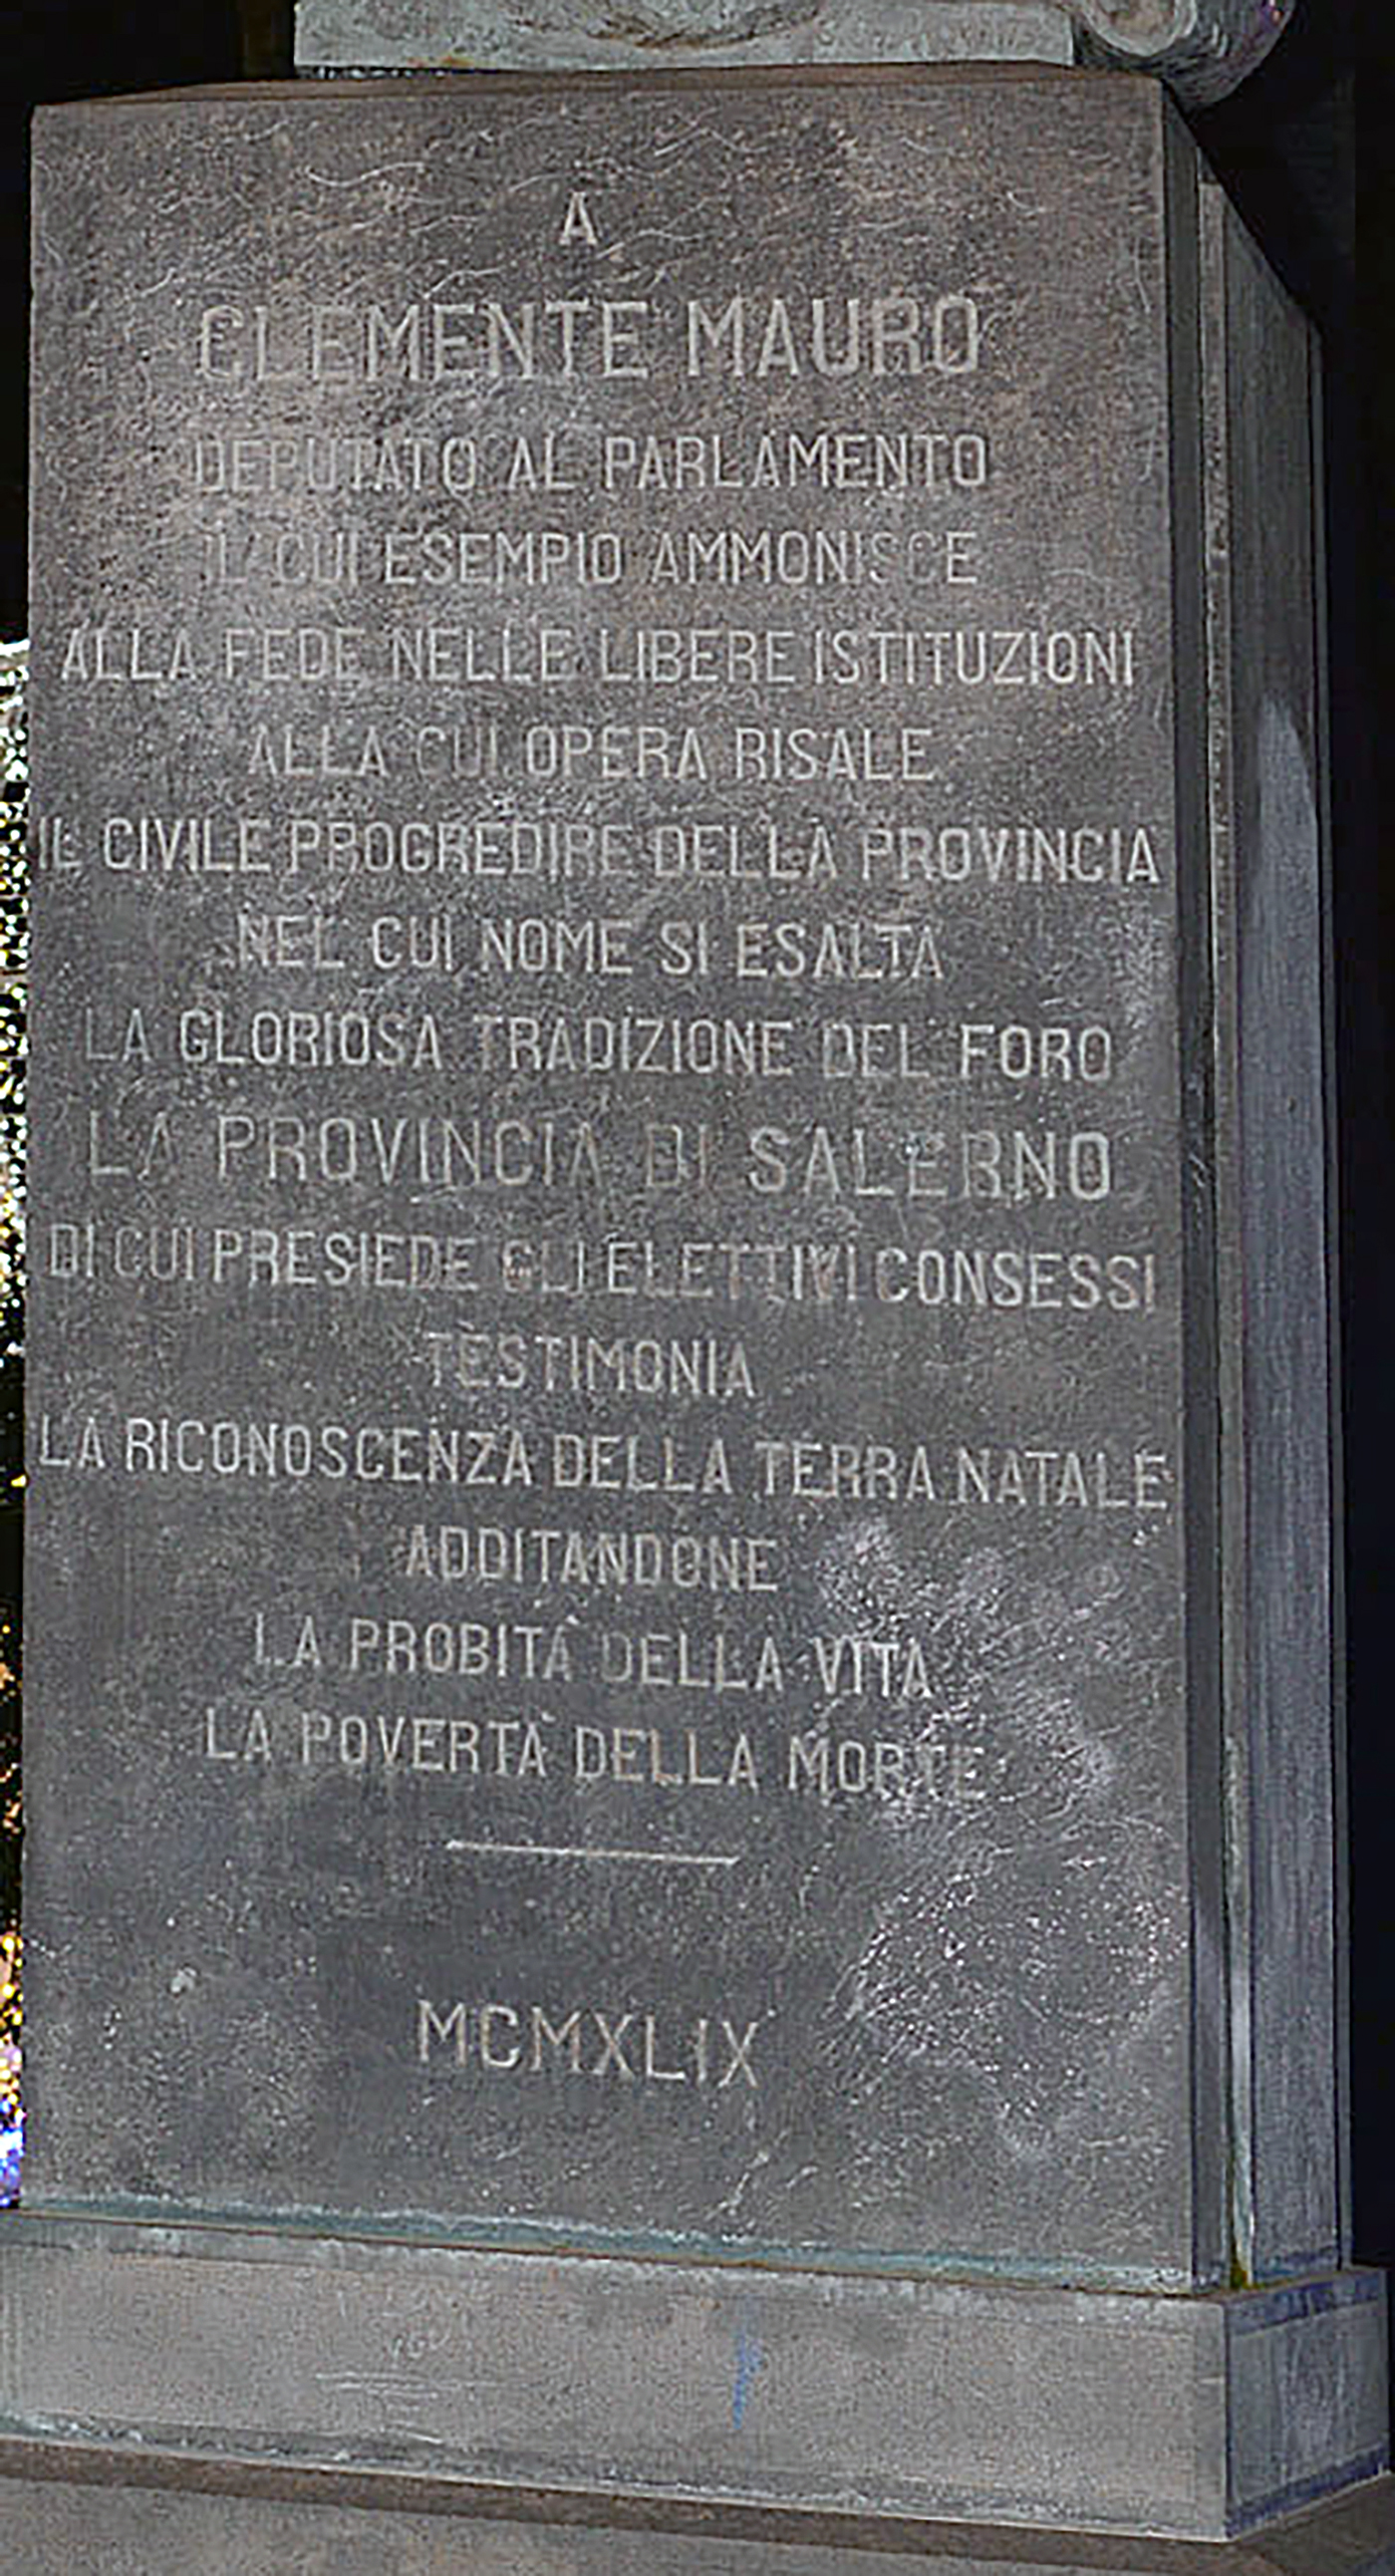 A
CLEMENTE MAURO
DEPUTATO AL PARLAMENTO
IL CUI ESEMPIO AMMONISCE
ALLA FEDE NELLE LIBERE ISTITUZIONI
ALLA CUI OPERA RISALE
IL CIVILE PROGREDIRE DELLA PROVINCIA
NEL CUI NOME SI ESALTA
LA GLORIOSA TRADIZIONE DEL FORO
LA PROVINCIA DI SALERNO
DI CUI PRESIEDE GLI ELETTIVI CONSESSI
TESTIMONIA
LA RICONOSCENZA DELLA TERRA NATALE
ADDITANDONE
LA PROBITÀ DELLA VITA
LA POVERTÀ DELLA MORTE
MCMXLIX